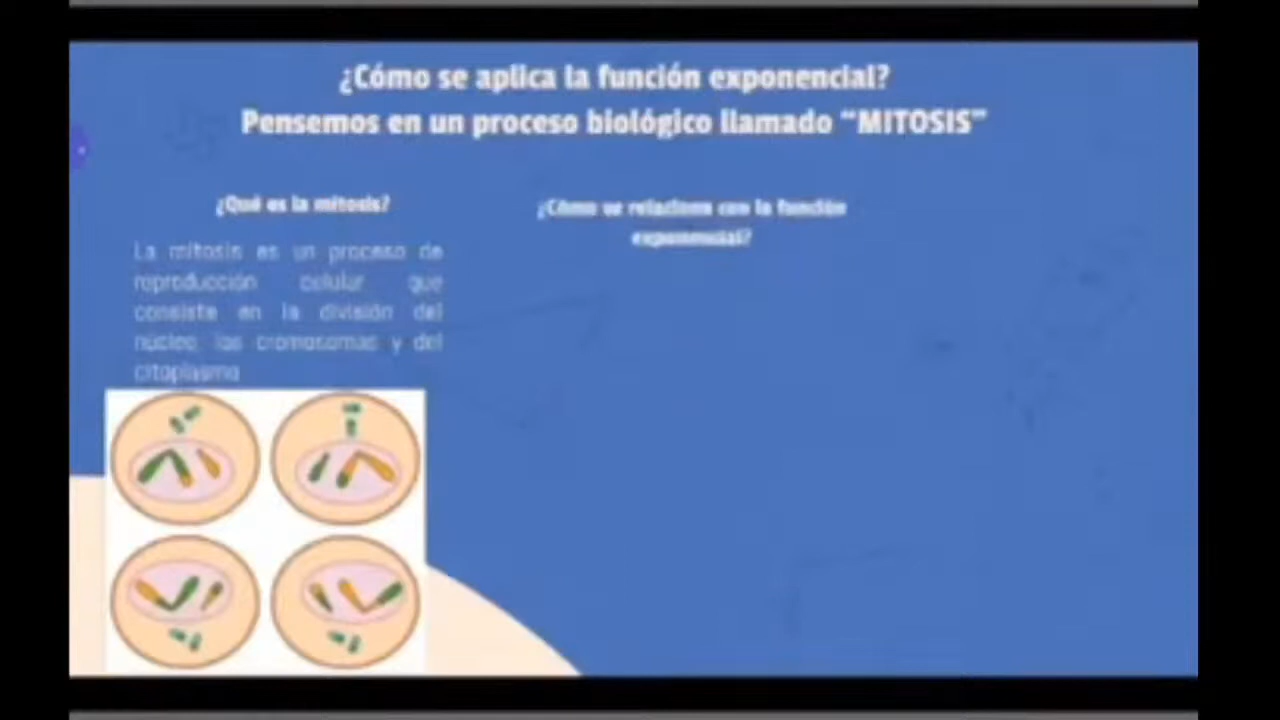 ¿Cómo se aplica la función exponencial?
Pensemos en un proceso biológico llamado “MITOSIS”
¿Qué es la mitosis?
La mitosis es un proceso de
reproducción celular que
consiste en la división del
núcleo, los cromosomas y del
citoplasma
¿Cómo se relaciona con la función
exponencial?